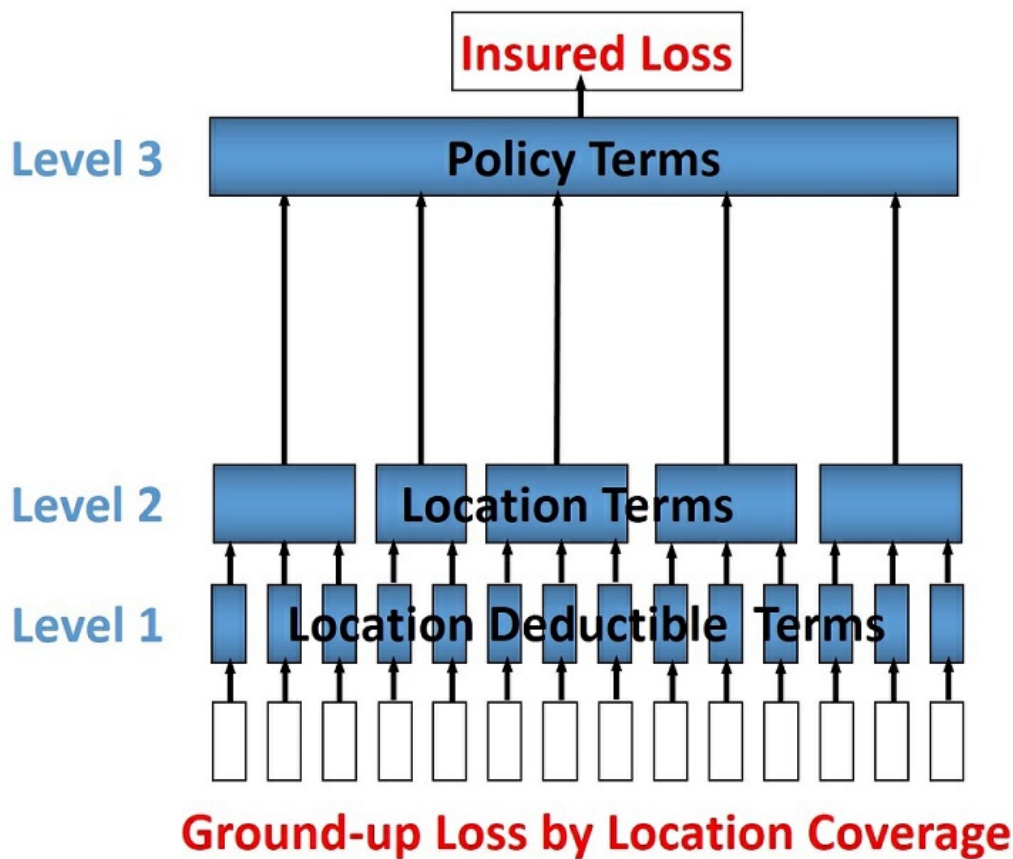 Insured Loss
Level 3
Policy Terms
Level 2
Location Terms
Level 1
Location Deductible Terms
Ground-up Loss by Location Coverage